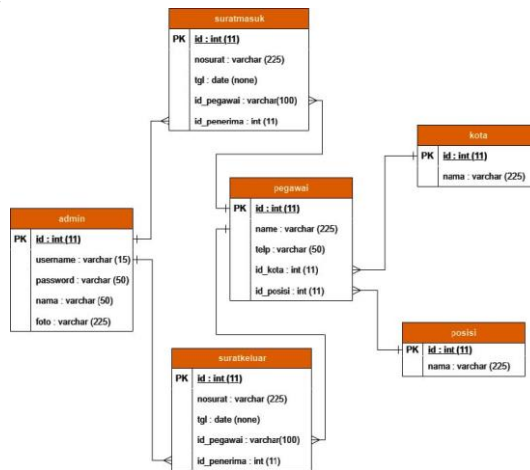 suratmasuk
PK id : int (11)
nosurat : varchar (225)
tgl : date (none)
id_pegawai : varchar(100)
id_penerima : int (11)
kota
PK id : int (11)
nama : varchar (225)
pegawai
PK id : int (11)
name : varchar (225)
telp : varchar (50)
id_kota : int (11)
id_posisi : int (11)
admin
PK id : int (11)
username : varchar (15)
password : varchar (50)
nama : varchar (50)
foto : varchar (225)
posisi
PK id : int (11)
nama : varchar (225)
suratkeluar
PK id : int (11)
nosurat : varchar (225)
tgl : date (none)
id_pegawai : varchar(100)
id_penerima : int (11)